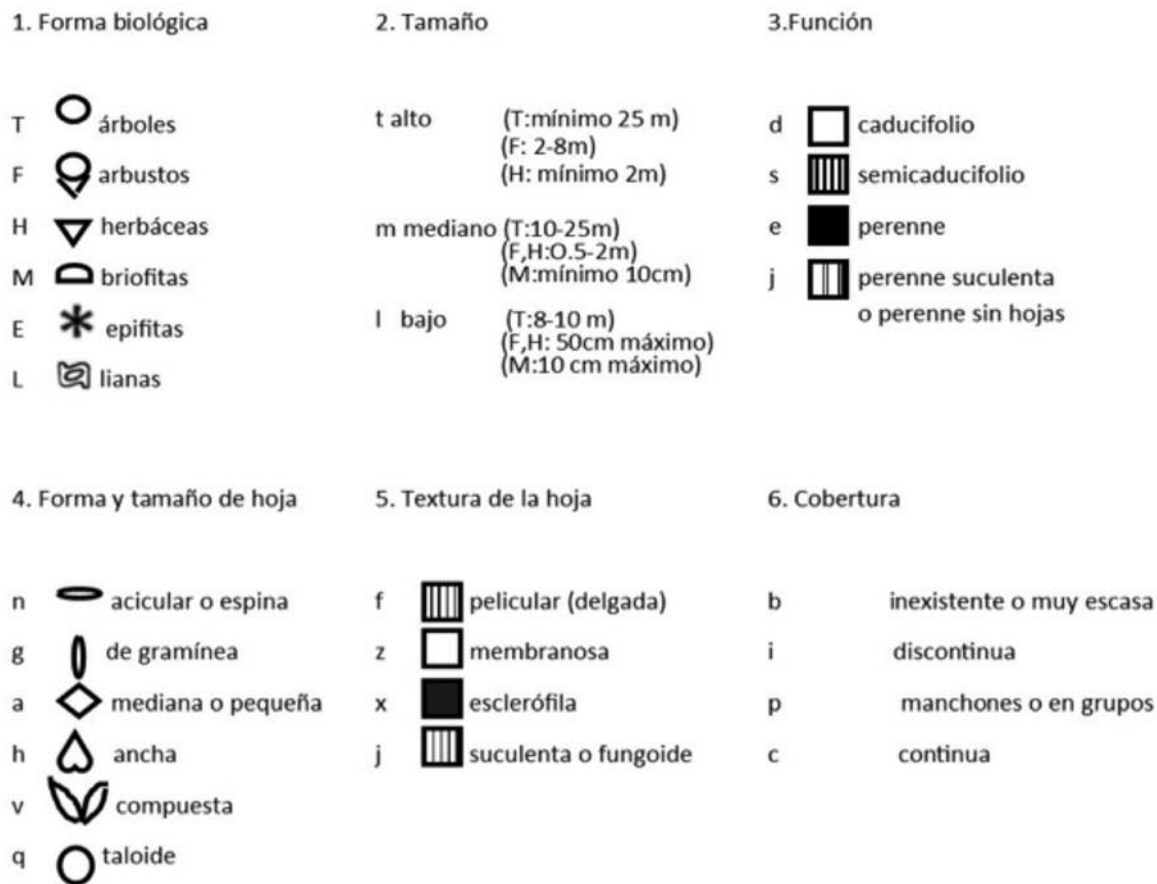 1. Forma biológica
T árboles
F arbustos
H herbáceas
M briofitas
E epifitas
L lianas
2. Tamaño
t alto (T:mínimo 25 m)
(F: 2-8m)
(H: mínimo 2m)
m mediano (T:10-25m)
(F,H:O.5-2m)
(M:mínimo 10cm)
l bajo (T:8-10 m)
(F,H: 50cm máximo)
(M:10 cm máximo)
3.Función
d caducifolio
s semicaducifolio
e perenne
j perenne suculenta
o perenne sin hojas
4. Forma y tamaño de hoja
n acicular o espina
g de gramínea
a mediana o pequeña
h ancha
v compuesta
q taloide
5. Textura de la hoja
f pelicular (delgada)
z membranosa
x esclerófila
j suculenta o fungoide
6. Cobertura
b inexistente o muy escasa
i discontinua
p manchones o en grupos
c continua